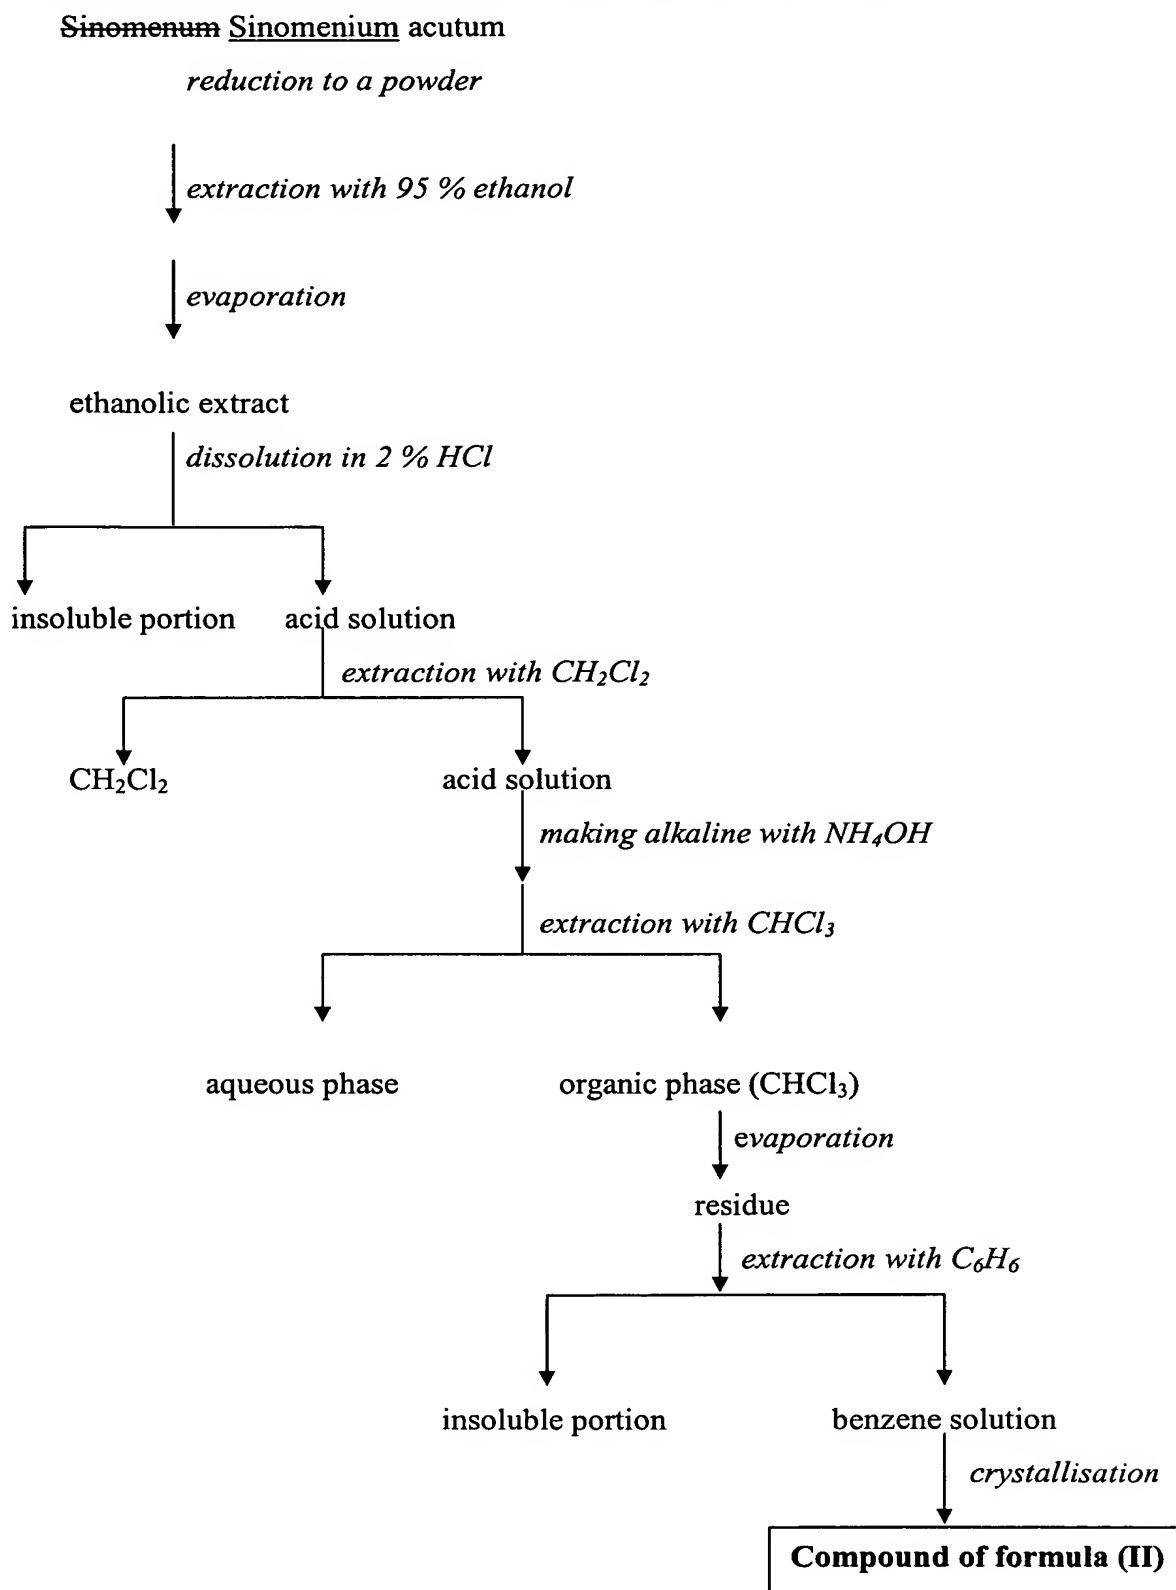 Sinomenum Sinomenium acutum
reduction to a powder
extraction with 95 % ethanol
evaporation
ethanolic extract
dissolution in 2 % HCl
insoluble portion acid solution
extraction with CH₂Cl₂
CH₂Cl₂ acid solution
making alkaline with NH₄OH
extraction with CHCl₃
aqueous phase organic phase (CHCl₃)
evaporation
residue
extraction with C₆H₆
insoluble portion benzene solution
crystallisation
Compound of formula (II)